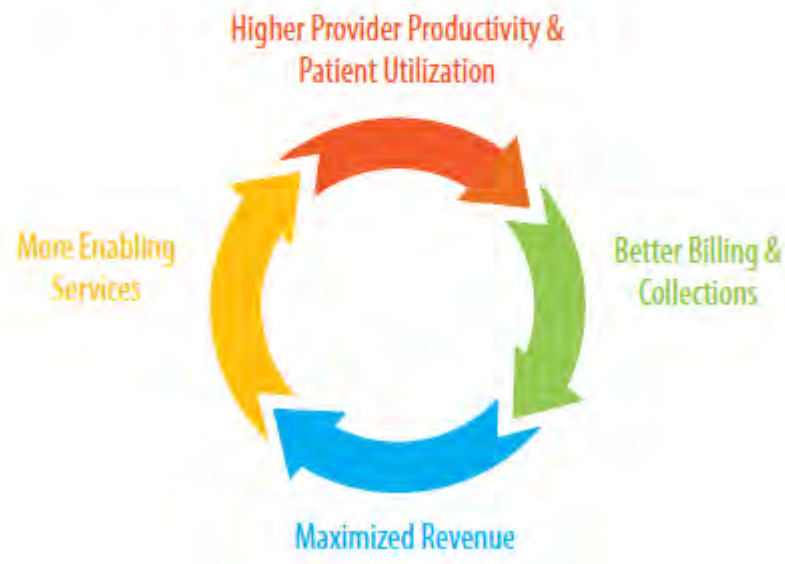 Higher Provider Productivity &
Patient Utilization
Better Billing &
Collections
Maximized Revenue
More Enabling
Services